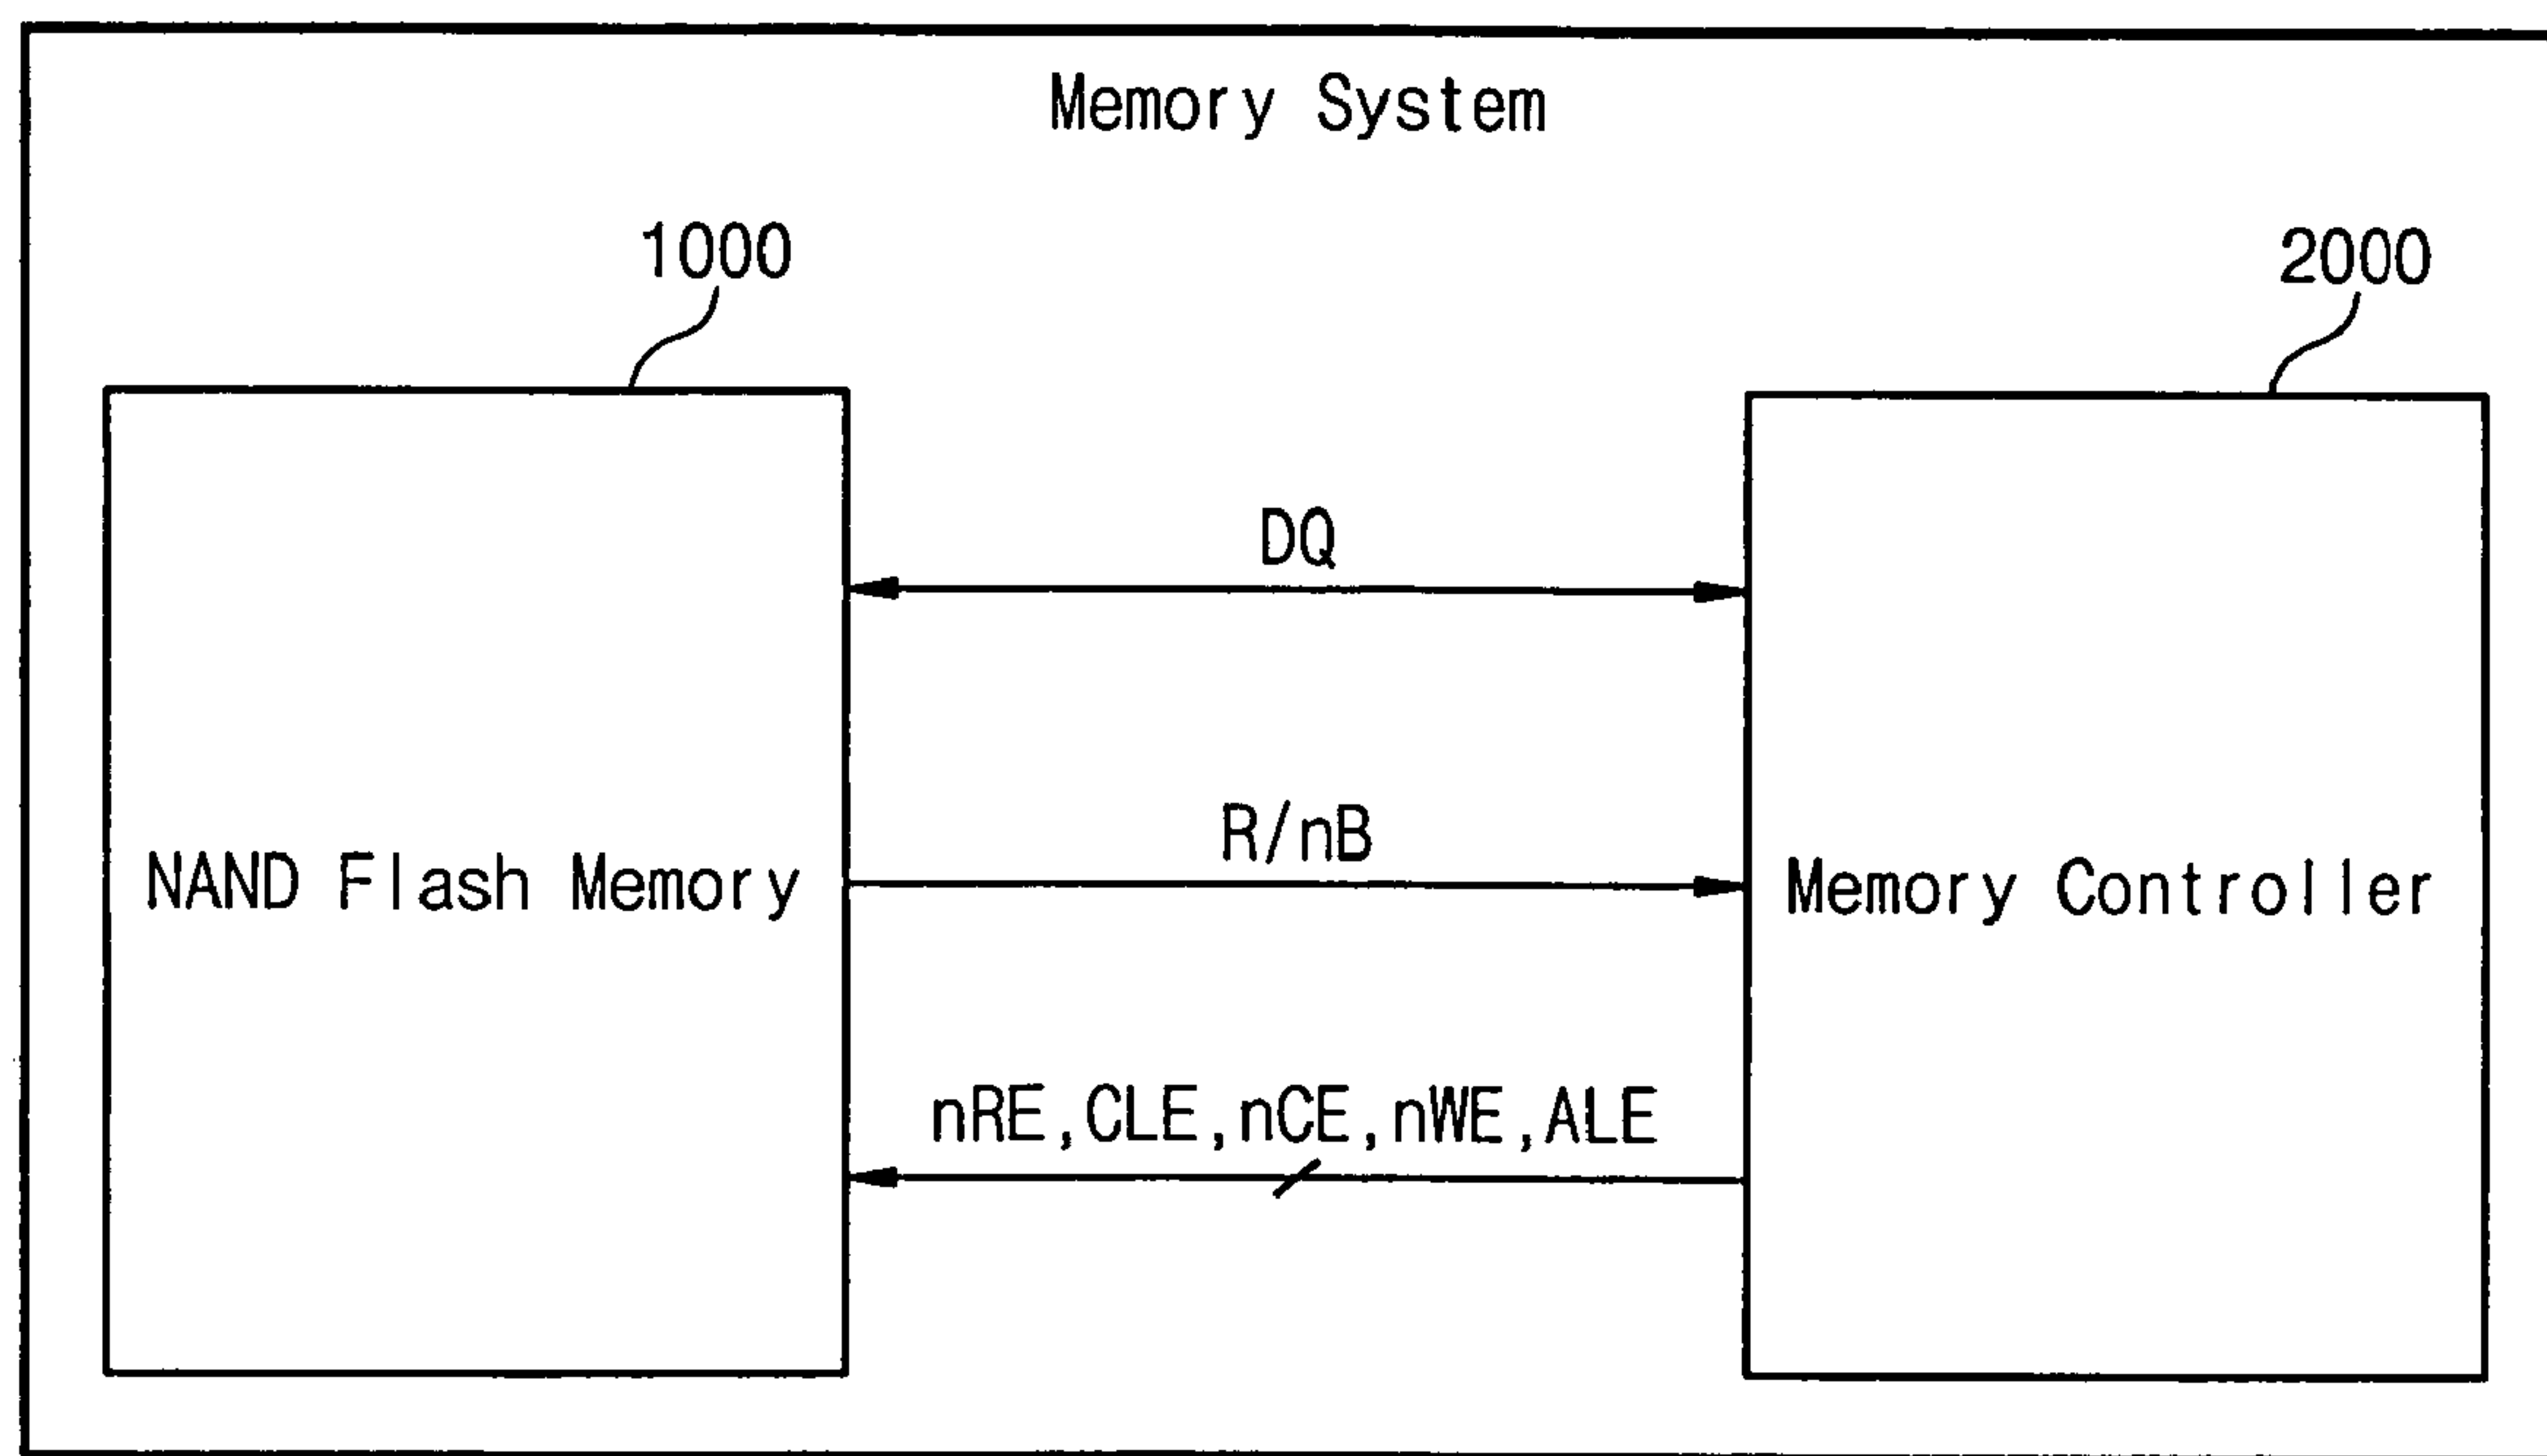 Memory System
1000
2000
DQ
R/nB
NAND Flash Memory
Memory Controller
nRE,CLE,nCE,nWE,ALE